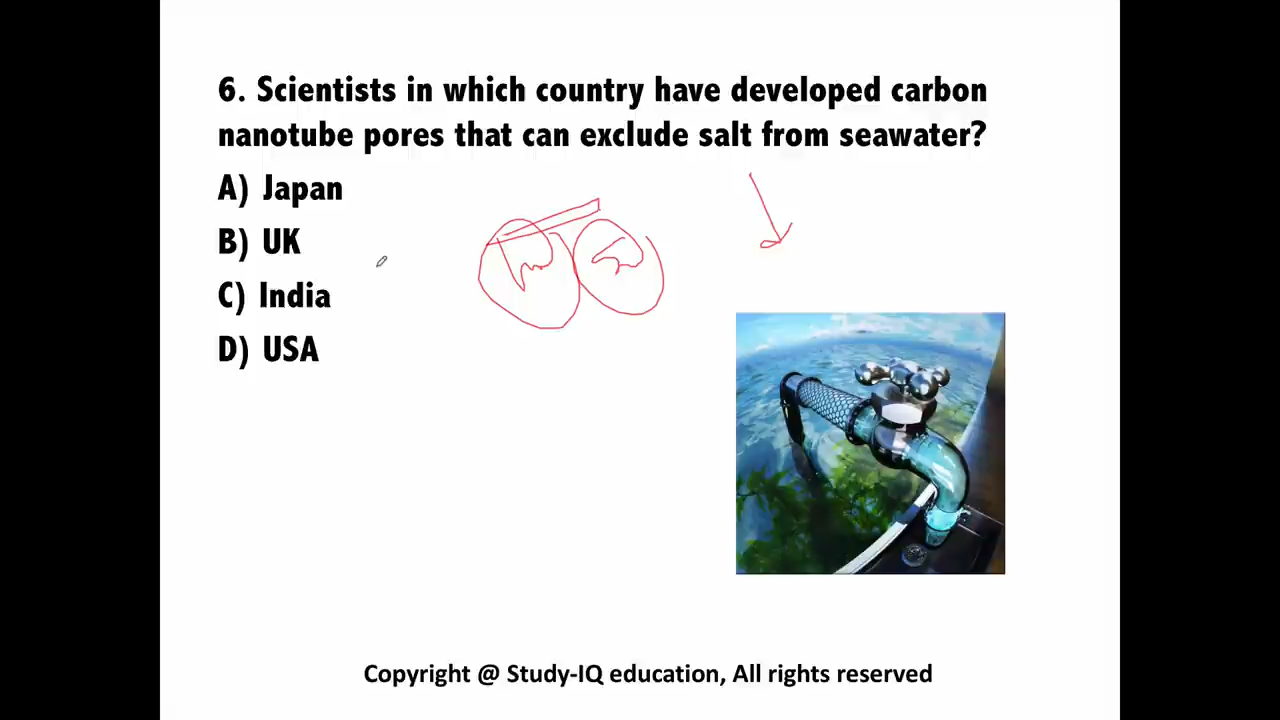 6. Scientists in which country have developed carbon
nanotube pores that can exclude salt from seawater?
A) Japan
B) UK
C) India
D) USA
Copyright @ Study-IQ education, All rights reserved